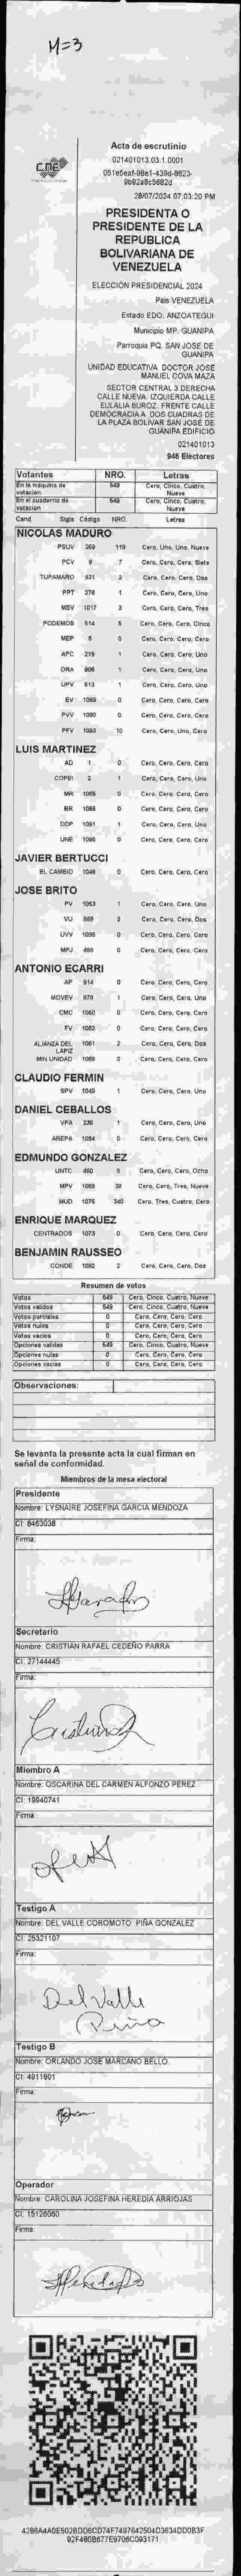 M=3
CNE
Acta de escrutinio
021401013.03.1.0001
28/07/2024 07:03:20 PM
PRESIDENTA O
PRESIDENTE DE LA
REPUBLICA
BOLIVARIANA DE
VENEZUELA
ELECCIÓN PRESIDENCIAL 2024
País VENEZUELA
Estado EDO. ANZOATEGUI
Municipio MP. GUANIPA
Parroquia PQ. SAN JOSE DE
GUANIPA
UNIDAD EDUCATIVA DOCTOR JOSE
MANUEL COVA MAZA
SECTOR CENTRAL 3 DERECHA
CALLE NUEVA. IZQUIERDA CALLE
EULALIA BUROZ. FRENTE CALLE
DEMOCRACIA A DOS CUADRAS DE
LA PLAZA BOLIVAR SAN JOSE DE
GUANIPA EDIFICIO
021401013
946 Electores
Votantes NRO. Letras
En la máquina de votacion 549 Cero, Cinco, Cuatro, Nueve
En el cuaderno de votacion 549 Cero, Cinco, Cuatro, Nueve
Cand. Sigls Código NRO. Letras
NICOLAS MADURO
PSUV 269 119 Cero, Uno, Uno, Nueve
PCV 9 7 Cero, Cero, Cero, Siete
TUPAMARO 931 2 Cero, Cero, Cero, Dos
PPT 276 1 Cero, Cero, Cero, Uno
MSV 1017 3 Cero, Cero, Cero, Tres
PODEMOS 514 5 Cero, Cero, Cero, Cinco
MEP 6 0 Cero, Cero, Cero, Cero
APC 219 1 Cero, Cero, Cero, Uno
ORA 906 1 Cero, Cero, Cero, Uno
UPV 613 1 Cero, Cero, Cero, Uno
EV 1089 0 Cero, Cero, Cero, Cero
PVV 1090 0 Cero, Cero, Cero, Cero
PFV 1093 10 Cero, Cero, Uno, Cero
LUIS MARTINEZ
AD 1 0 Cero, Cero, Cero, Cero
COPEI 2 1 Cero, Cero, Cero, Uno
MR 1065 0 Cero, Cero, Cero, Cero
BR 1066 0 Cero, Cero, Cero, Cero
DDP 1091 1 Cero, Cero, Cero, Uno
UNE 1096 0 Cero, Cero, Cero, Cero
JAVIER BERTUCCI
EL CAMBIO 1048 0 Cero, Cero, Cero, Cero
JOSE BRITO
PV 1053 1 Cero, Cero, Cero, Uno
VU 868 2 Cero, Cero, Cero, Dos
UVV 1095 0 Cero, Cero, Cero, Cero
MPJ 455 0 Cero, Cero, Cero, Cero
ANTONIO ECARRI
AP 914 0 Cero, Cero, Cero, Cero
MOVEV 976 1 Cero, Cero, Cero, Uno
CMC 1060 0 Cero, Cero, Cero, Cero
FV 1062 0 Cero, Cero, Cero, Cero
ALIANZA DEL LAPIZ 1061 2 Cero, Cero, Cero, Dos
MIN UNIDAD 1068 0 Cero, Cero, Cero, Cero
CLAUDIO FERMIN
SPV 1049 1 Cero, Cero, Cero, Uno
DANIEL CEBALLOS
VPA 236 1 Cero, Cero, Cero, Uno
AREPA 1094 0 Cero, Cero, Cero, Cero
EDMUNDO GONZALEZ
UNTC 460 8 Cero, Cero, Cero, Ocho
MPV 1069 38 Cero, Cero, Tres, Nueve
MUD 1075 340 Cero, Tres, Cuatro, Cero
ENRIQUE MARQUEZ
CENTRADOS 1073 0 Cero, Cero, Cero, Cero
BENJAMIN RAUSSEO
CONDE 1092 2 Cero, Cero, Cero, Dos
Resumen de votos
Votos 549 Cero, Cinco, Cuatro, Nueve
Votos validos 549 Cero, Cinco, Cuatro, Nueve
Votos parciales 0 Cero, Cero, Cero, Cero
Votos nulos 0 Cero, Cero, Cero, Cero
Votos vacios 0 Cero, Cero, Cero, Cero
Opciones validas 549 Cero, Cinco, Cuatro, Nueve
Opciones nulas 0 Cero, Cero, Cero, Cero
Opciones vacias 0 Cero, Cero, Cero, Cero
Observaciones:
Se levanta la presente acta la cual firman en
señal de conformidad.
Miembros de la mesa electoral
Presidente
Nombre: LYSNAIRE JOSEFINA GARCIA MENDOZA
CI: 8463038
Firma:
Secretario
Nombre: CRISTIAN RAFAEL CEDEÑO PARRA
CI: 27144445
Firma:
Miembro A
Nombre: OSCARINA DEL CARMEN ALFONZO PEREZ
CI: 19940741
Firma:
Testigo A
Nombre: DEL VALLE COROMOTO PIÑA GONZALEZ
CI: 25321107
Firma:
Del Valle
Piña
Testigo B
Nombre: ORLANDO JOSE MARCANO BELLO
CI: 4911801
Firma:
Operador
Nombre: CAROLINA JOSEFINA HEREDIA ARRIOJAS
CI: 15126060
Firma: